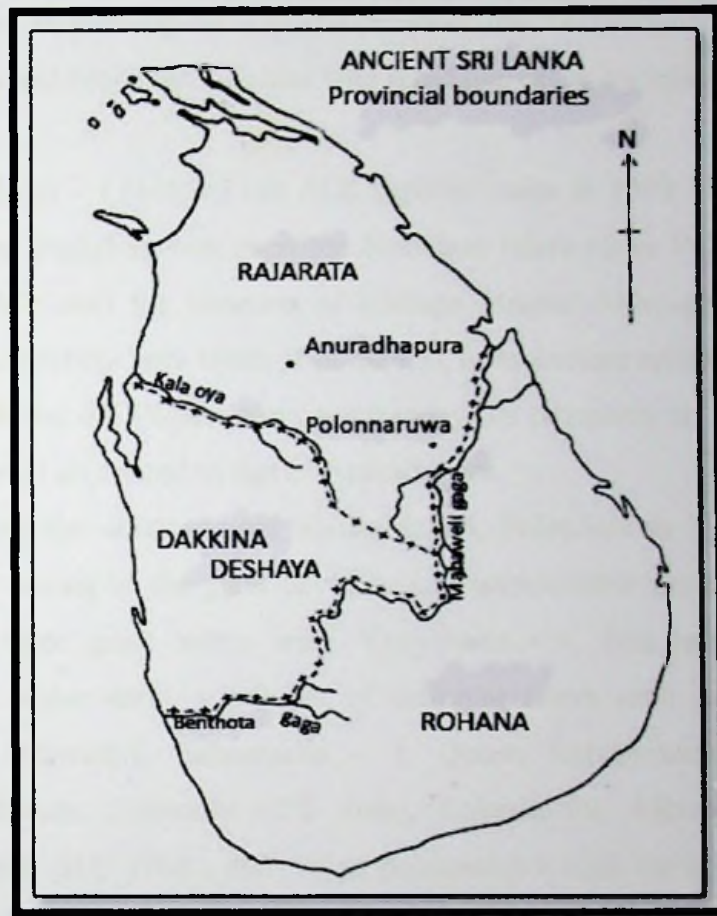 ANCIENT SRI LANKA
Provincial boundaries
N
RAJARATA
Anuradhapura
Kala oya
Polonnaruwa
Mahaweli gaga
DAKKINA
DESHAYA
Benthota gaga
ROHANA